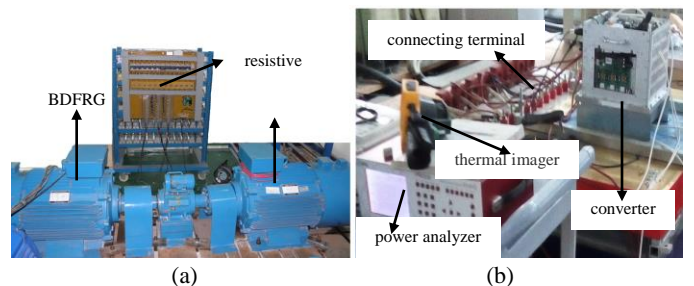 resistive
BDFRG
(a)
connecting terminal
thermal imager
converter
power analyzer
(b)